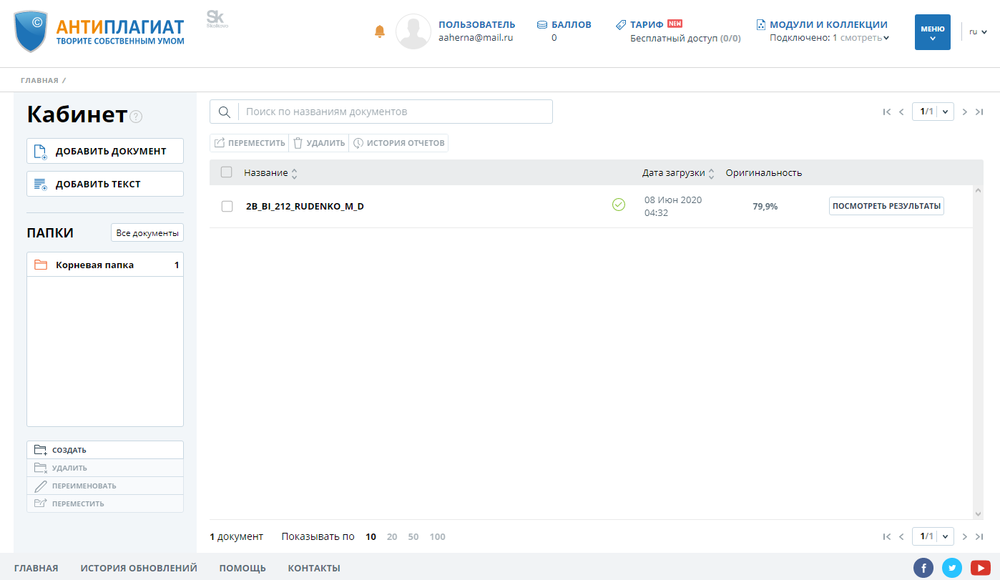 ©
АНТИПЛАГИАТ
ТВОРИТЕ СОБСТВЕННЫМ УМОМ
Sk
Skolkovo
ПОЛЬЗОВАТЕЛЬ
aaherna@mail.ru
БАЛЛОВ
0
ТАРИФ NEW
Бесплатный доступ (0/0)
МОДУЛИ И КОЛЛЕКЦИИ
Подключено: 1 смотреть
МЕНЮ
ru
ГЛАВНАЯ /
Кабинет ?
ДОБАВИТЬ ДОКУМЕНТ
ДОБАВИТЬ ТЕКСТ
ПАПКИ Все документы
Корневая папка 1
СОЗДАТЬ
УДАЛИТЬ
ПЕРЕИМЕНОВАТЬ
ПЕРЕМЕСТИТЬ
Поиск по названиям документов
1/1
ПЕРЕМЕСТИТЬ УДАЛИТЬ ИСТОРИЯ ОТЧЕТОВ
Название Дата загрузки Оригинальность
2B_BI_212_RUDENKO_M_D 08 Июн 2020 04:32 79,9% ПОСМОТРЕТЬ РЕЗУЛЬТАТЫ
1 документ Показывать по 10 20 50 100 1/1
ГЛАВНАЯ ИСТОРИЯ ОБНОВЛЕНИЙ ПОМОЩЬ КОНТАКТЫ